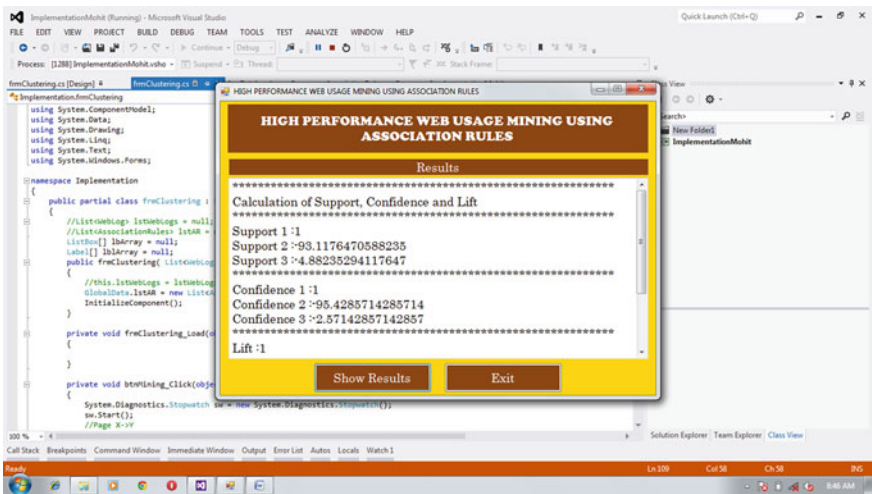 ImplementationMohit (Running) - Microsoft Visual Studio
Quick Launch (Ctrl+Q)
FILE EDIT VIEW PROJECT BUILD DEBUG TEAM TOOLS TEST ANALYZE WINDOW HELP
Continue Debug
Process: [1288] ImplementationMohit.vsho Suspend Thread: Stack Frame:
frmClustering.cs [Design] frmClustering.cs
Implementation.frmClustering
using System.ComponentModel;
using System.Data;
using System.Drawing;
using System.Linq;
using System.Text;
using System.Windows.Forms;
namespace Implementation
{
public partial class frmClustering :
{
//List<WebLog> lstWebLogs = null;
//List<AssociationRules> lstAR =
ListBox[] lbArray = null;
Label[] lblArray = null;
public frmClustering( List<WebLog
{
//this.lstWebLogs = lstWebLog
GlobalData.lstAR = new List<A
InitializeComponent();
}
private void frmClustering_Load(o
{
}
private void btnMining_Click(obje
{
System.Diagnostics.Stopwatch sw = new System.Diagnostics.Stopwatch();
sw.Start();
//Page X->Y
HIGH PERFORMANCE WEB USAGE MINING USING ASSOCIATION RULES
HIGH PERFORMANCE WEB USAGE MINING USING
ASSOCIATION RULES
Results
Calculation of Support, Confidence and Lift
Support 1 :1
Support 2 :-93.1176470588235
Support 3 :-4.88235294117647
Confidence 1 :1
Confidence 2 :-95.4285714285714
Confidence 3 :-2.57142857142857
Lift :1
Show Results Exit
View
New Folder1
ImplementationMohit
100 %
Solution Explorer Team Explorer Class View
Call Stack Breakpoints Command Window Immediate Window Output Error List Autos Locals Watch 1
Ready Ln 109 Col 58 Ch 58 INS
8:46 AM